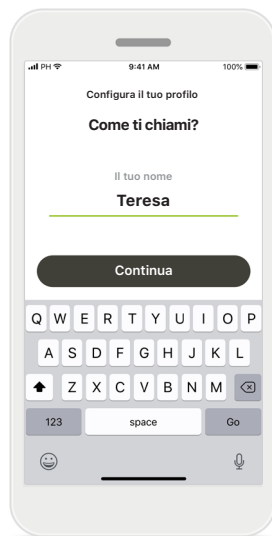 PH 9:41 AM 100%
Configura il tuo profilo
Come ti chiami?
Il tuo nome
Teresa
Continua
Q W E R T Y U I O P
A S D F G H J K L
Z X C V B N M
123 space Go